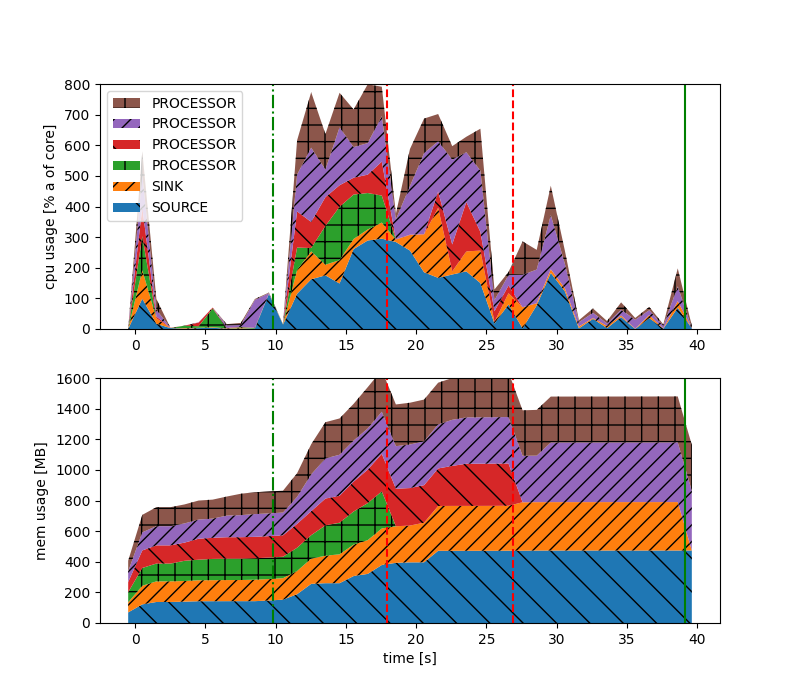 800
700
600
500
400
300
200
100
0
cpu usage [% a of core]
PROCESSOR
PROCESSOR
PROCESSOR
PROCESSOR
SINK
SOURCE
0 5 10 15 20 25 30 35 40
1600
1400
1200
1000
800
600
400
200
0
mem usage [MB]
0 5 10 15 20 25 30 35 40
time [s]